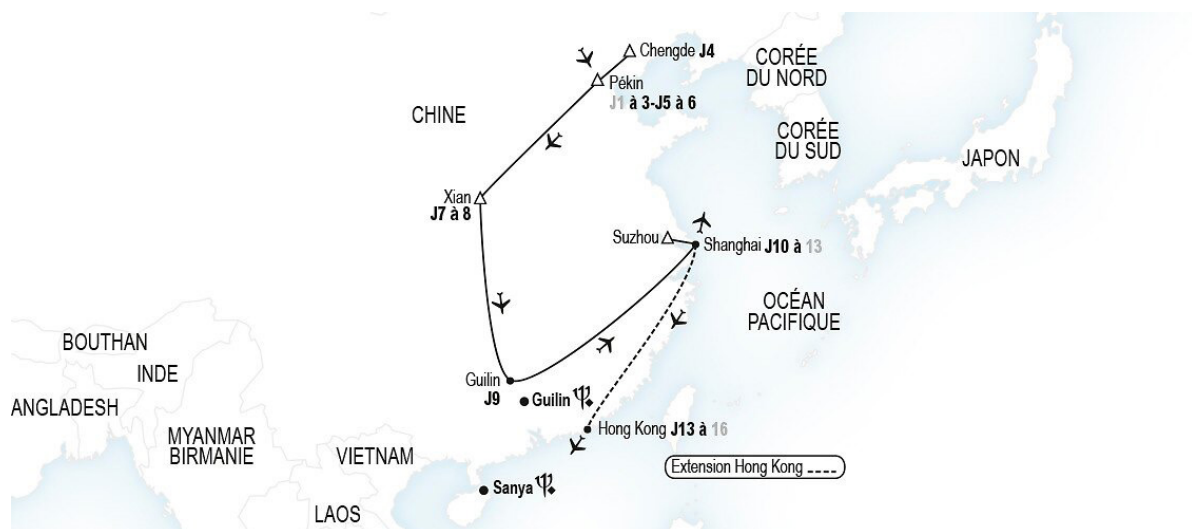 Chengde J4
Pékin
J1 à 3-J5 à 6
CORÉE
DU NORD
CHINE
CORÉE
DU SUD
JAPON
Xian
J7 à 8
Suzhou
Shanghai J10 à 13
OCÉAN
PACIFIQUE
BOUTHAN
INDE
Guilin
J9
Guilin
ANGLADESH
MYANMAR
BIRMANIE
Hong Kong J13 à 16
VIETNAM
Extension Hong Kong ----
Sanya
LAOS